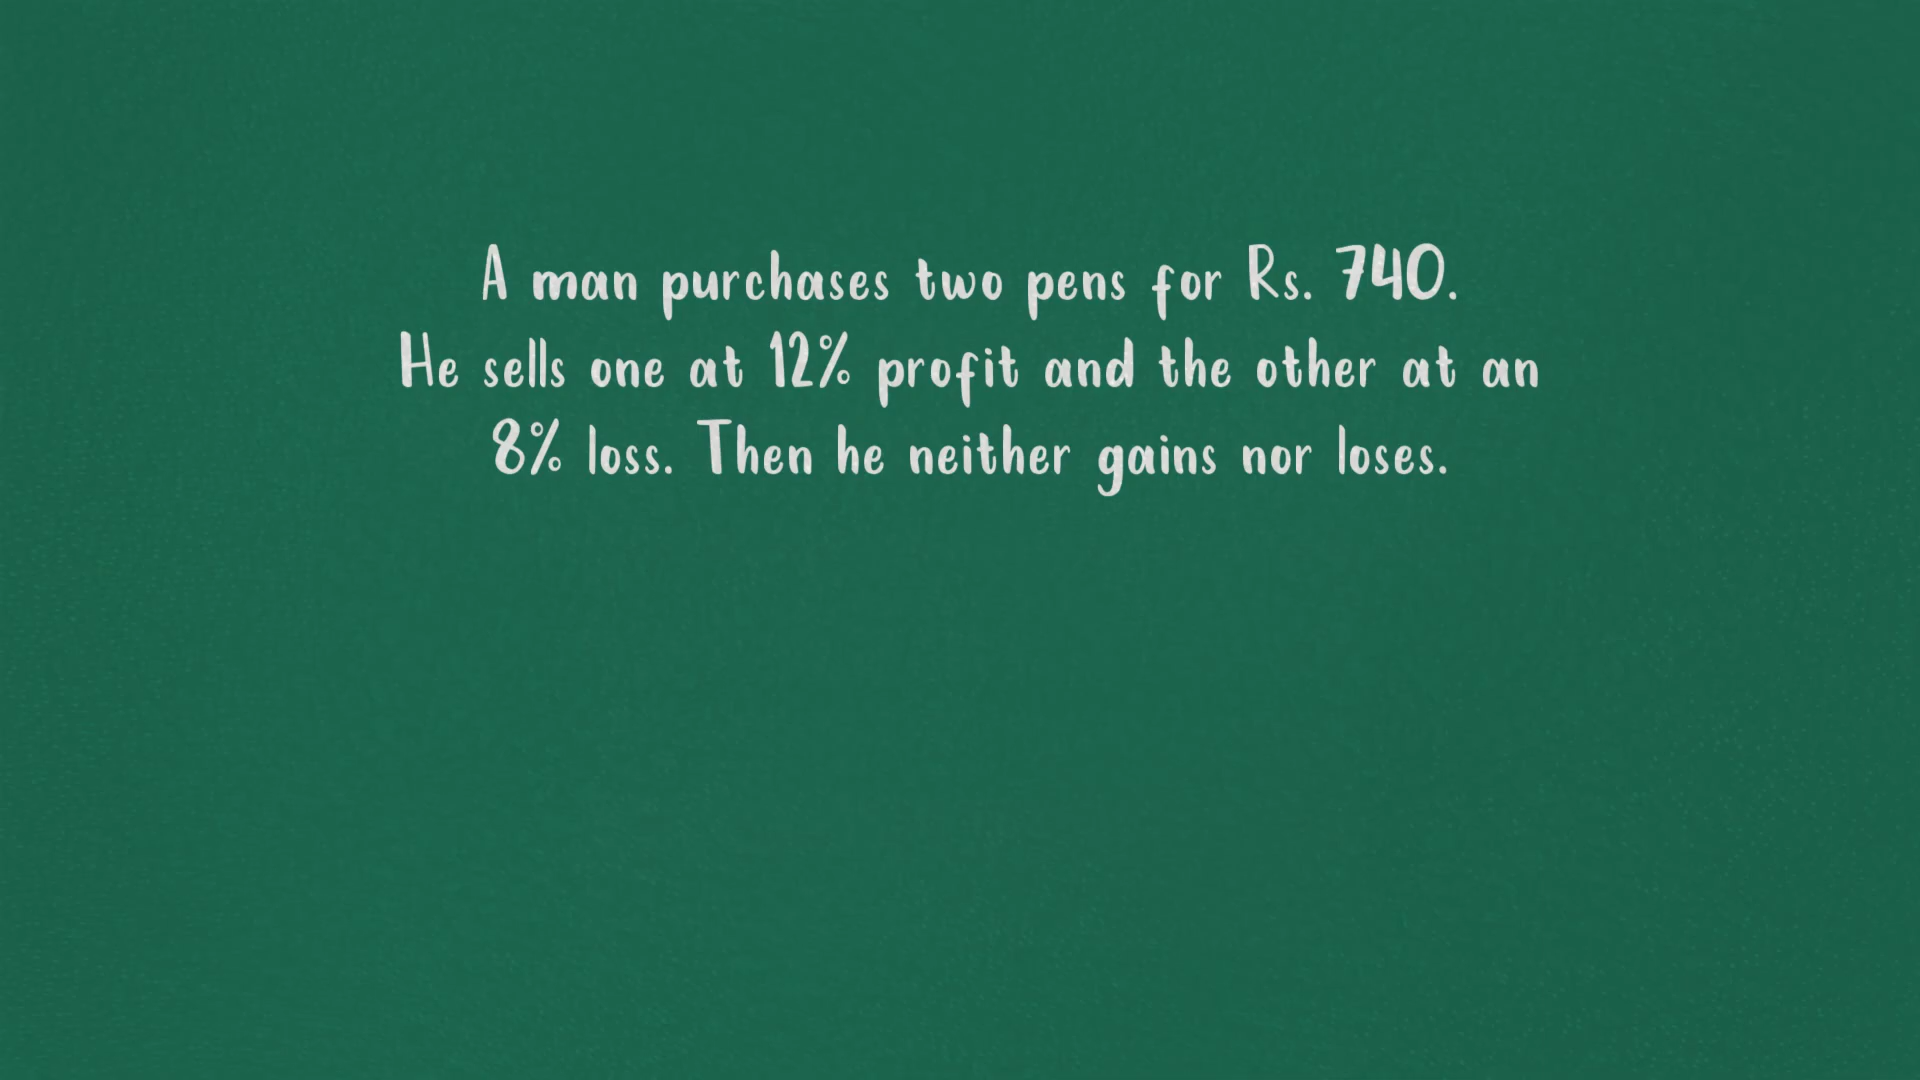 A man purchases two pens for Rs. 740.
He sells one at 12% profit and the other at an
8% loss. Then he neither gains nor loses.